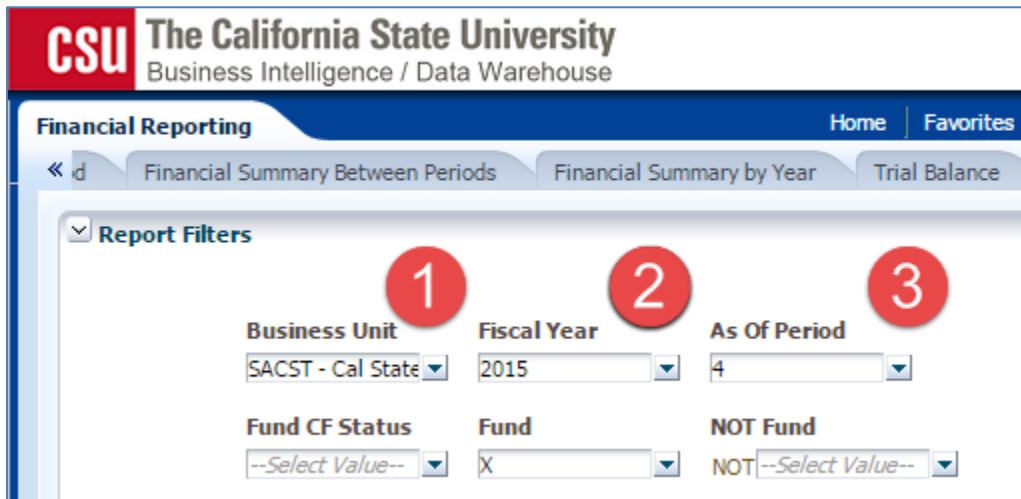 CSU The California State University
Business Intelligence / Data Warehouse
Financial Reporting Home Favorites
« d Financial Summary Between Periods Financial Summary by Year Trial Balance
Report Filters
1 2 3
Business Unit Fiscal Year As Of Period
SACST - Cal State 2015 4
Fund CF Status Fund NOT Fund
--Select Value-- X NOT --Select Value--